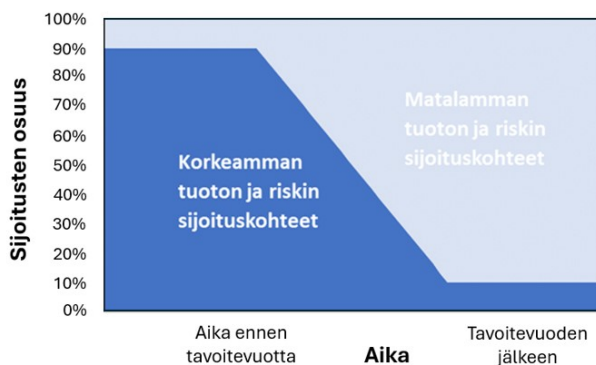 100%
90%
80%
70%
60%
50%
40%
30%
20%
10%
0%
Sijoitusten osuus
Matalamman
tuoton ja riskin
sijoituskohteet
Korkeamman
tuoton ja riskin
sijoituskohteet
Aika ennen
tavoitevuotta
Aika
Tavoitevuoden
jälkeen